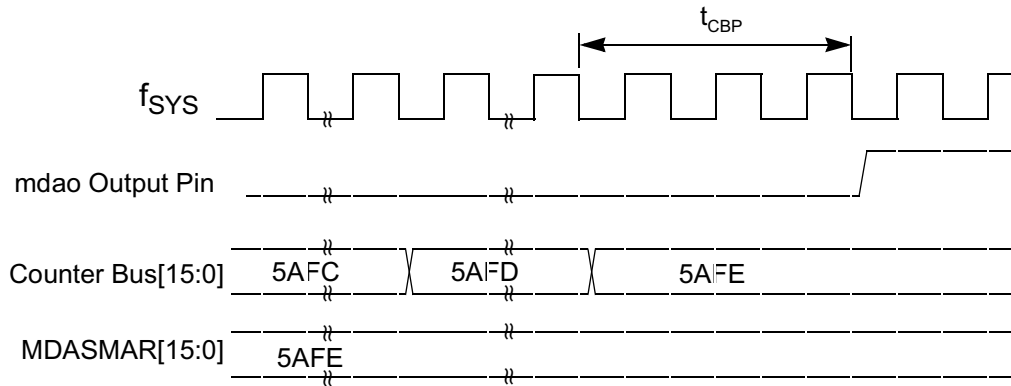 tCBP
fSYS
mdao Output Pin
Counter Bus[15:0] 5AFC 5AFD 5AFE
MDASMAR[15:0] 5AFE